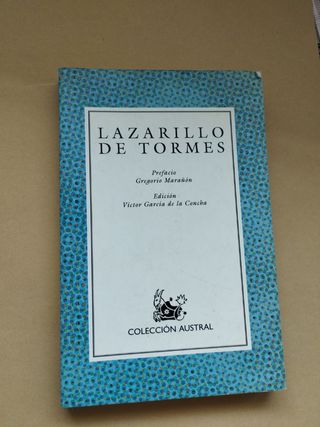 LAZARILLO
DE TORMES
Prefacio
Gregorio Marañón
Edición
Víctor García de la Concha
COLECCIÓN AUSTRAL